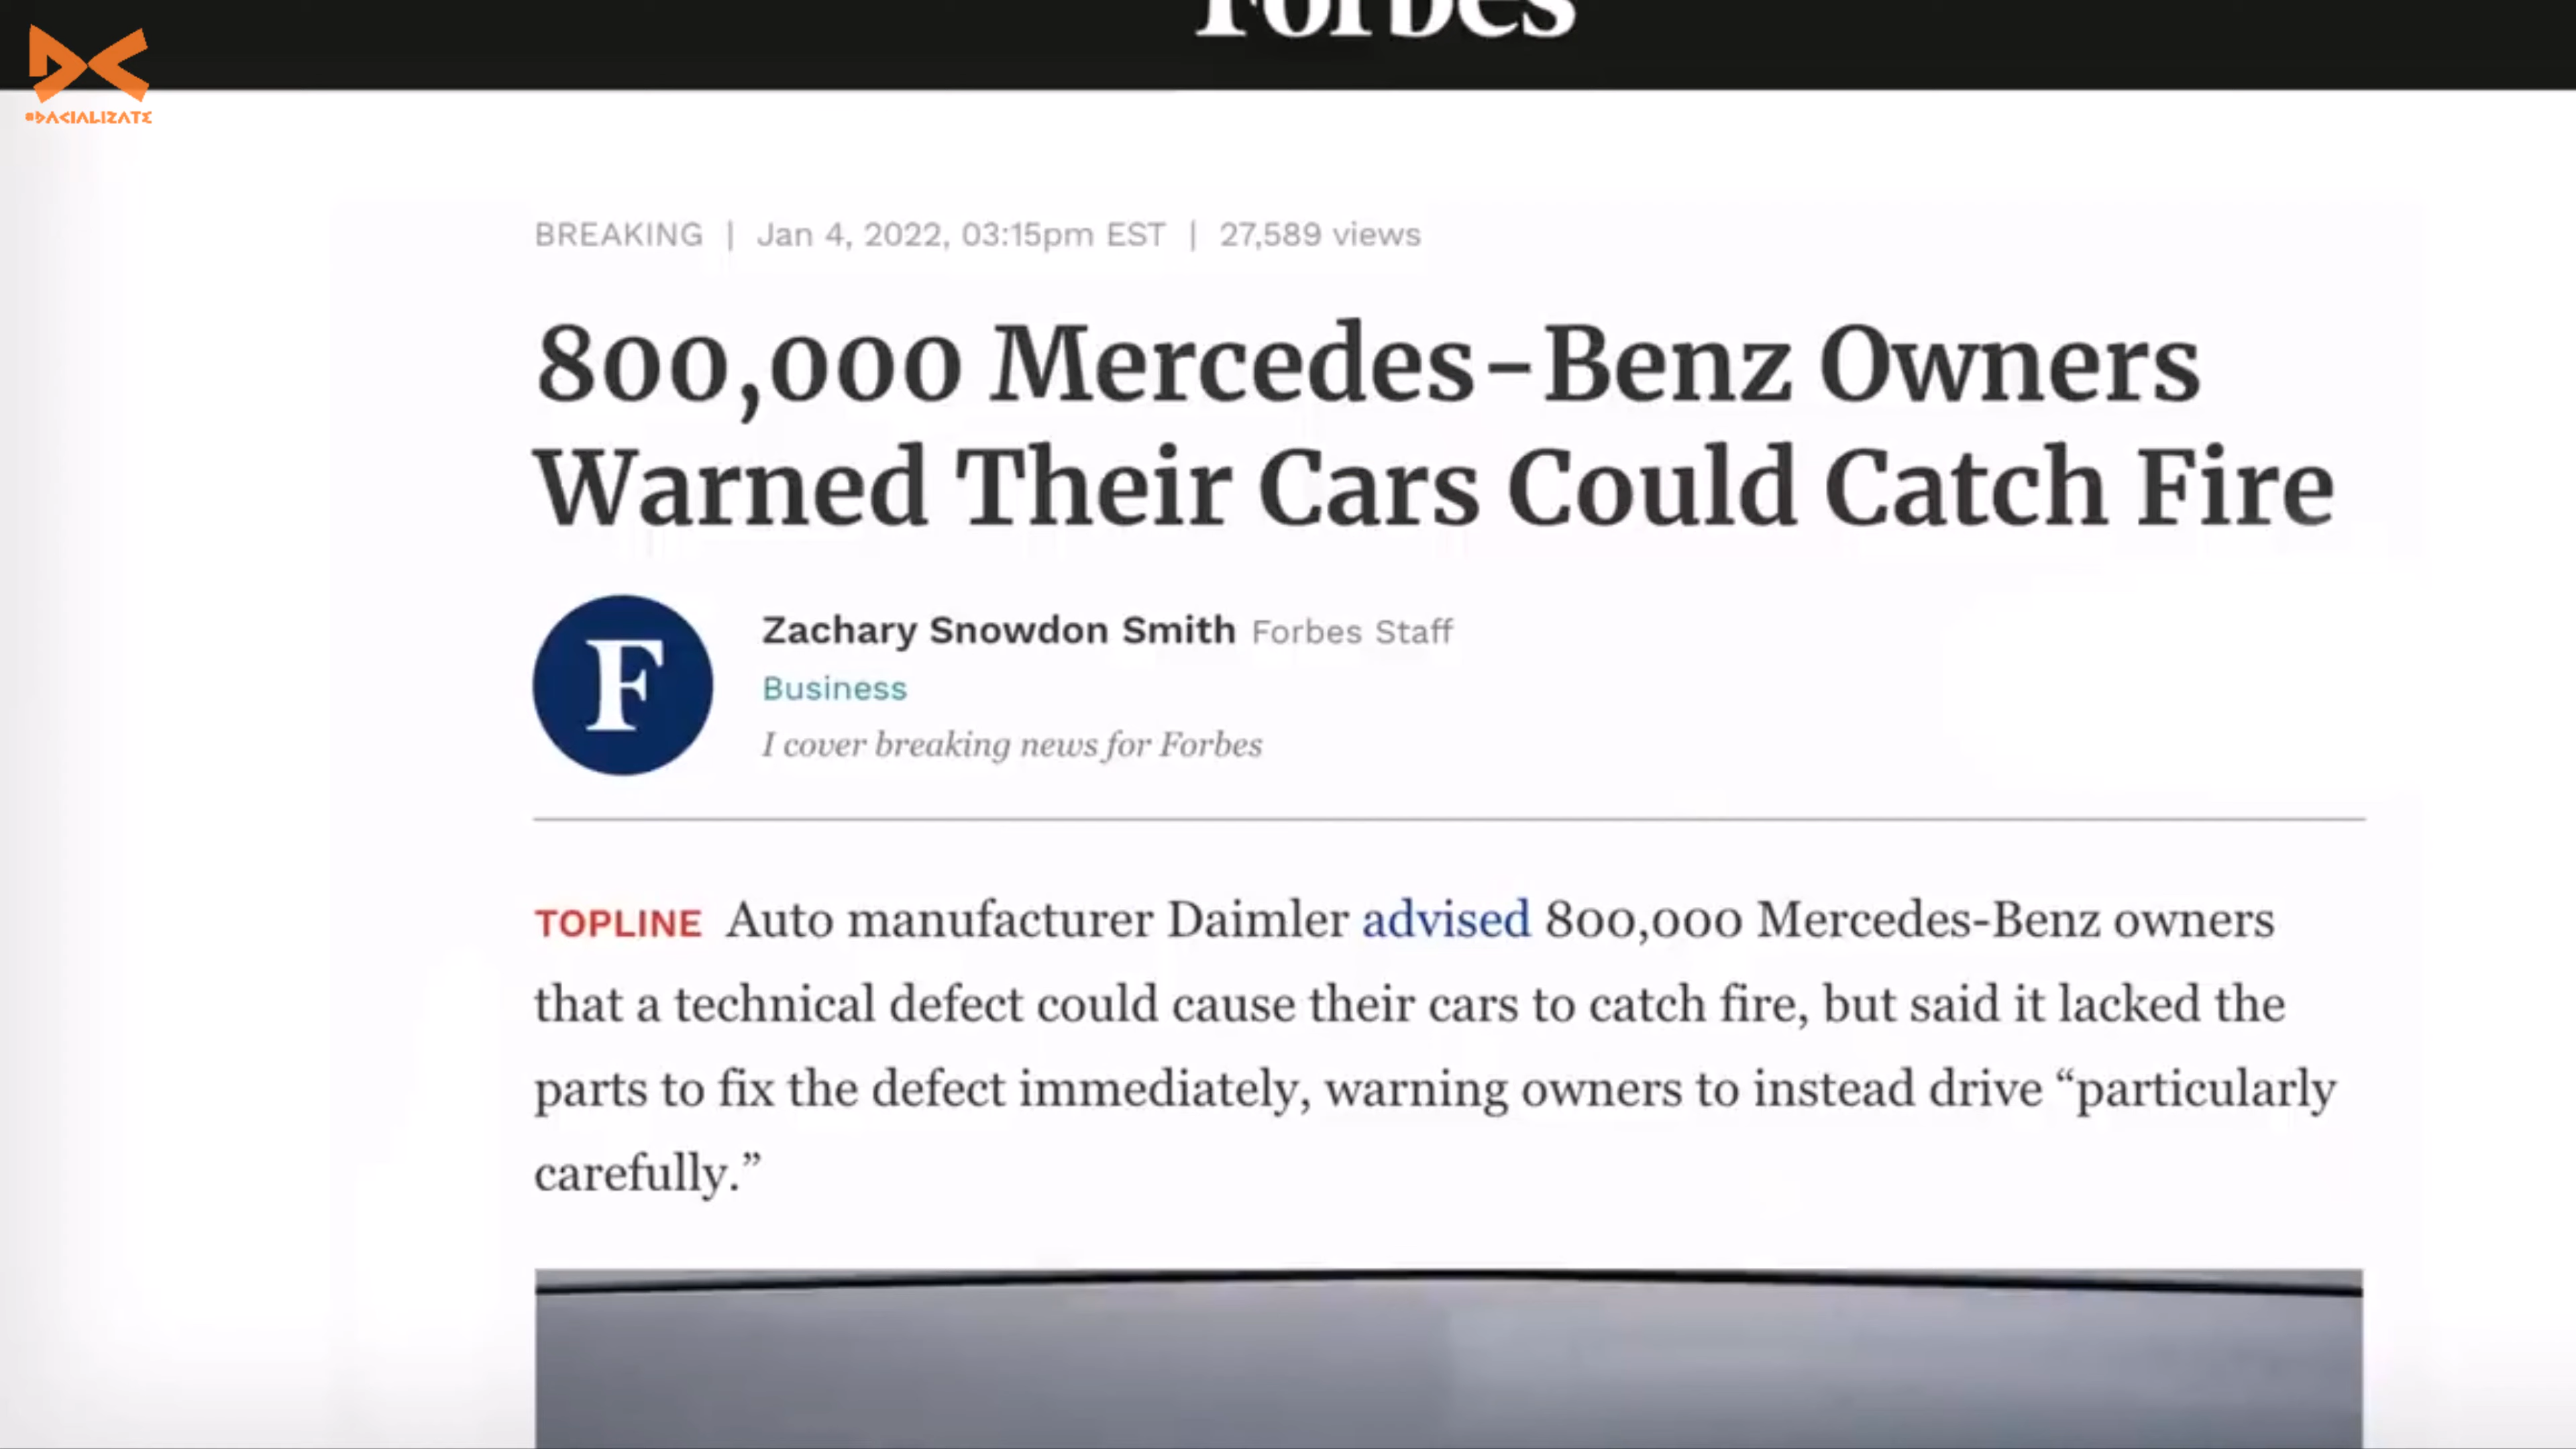 Forbes
#DACIALIZATE
BREAKING | Jan 4, 2022, 03:15pm EST | 27,589 views
800,000 Mercedes-Benz Owners
Warned Their Cars Could Catch Fire
F
Zachary Snowdon Smith Forbes Staff
Business
I cover breaking news for Forbes
TOPLINE Auto manufacturer Daimler advised 800,000 Mercedes-Benz owners
that a technical defect could cause their cars to catch fire, but said it lacked the
parts to fix the defect immediately, warning owners to instead drive “particularly
carefully.”